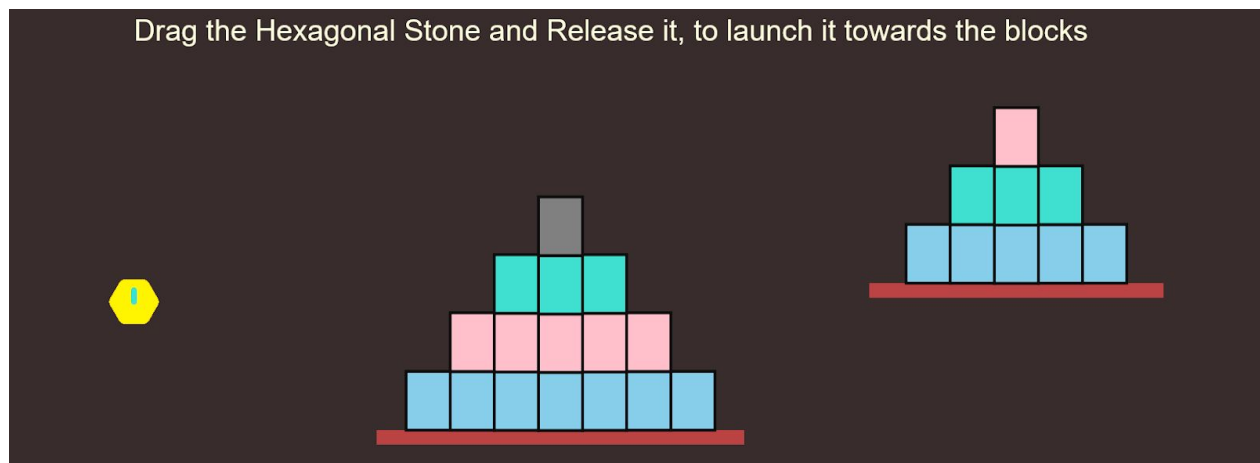 Drag the Hexagonal Stone and Release it, to launch it towards the blocks